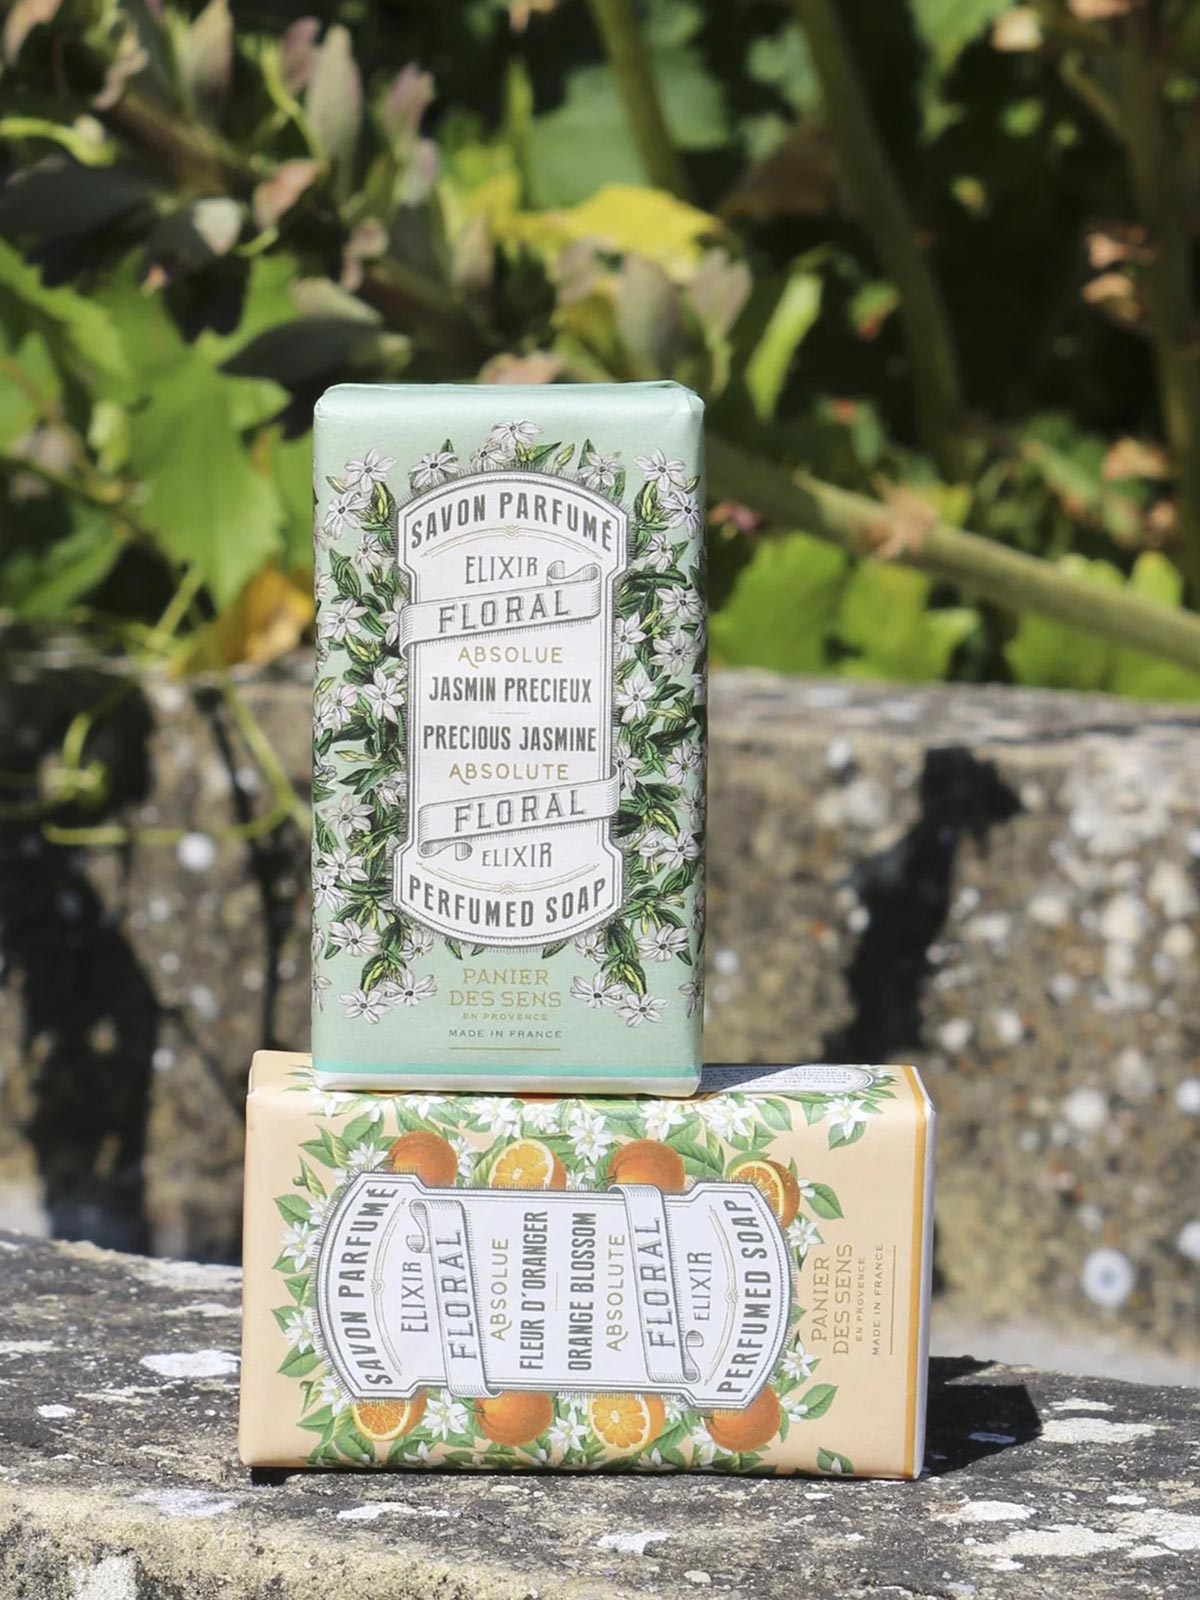 SAVON PARFUMÉ
ELIXIR
FLORAL
ABSOLUE
JASMIN PRECIEUX
PRECIOUS JASMINE
ABSOLUTE
FLORAL
ELIXIR
PERFUMED SOAP
PANIER
DES SENS
EN PROVENCE
MADE IN FRANCE
SAVON PARFUMÉ
ELIXIR
FLORAL
ABSOLUE
FLEUR D'ORANGER
ORANGE BLOSSOM
ABSOLUTE
FLORAL
ELIXIR
PERFUMED SOAP
PANIER
DES SENS
EN PROVENCE
MADE IN FRANCE